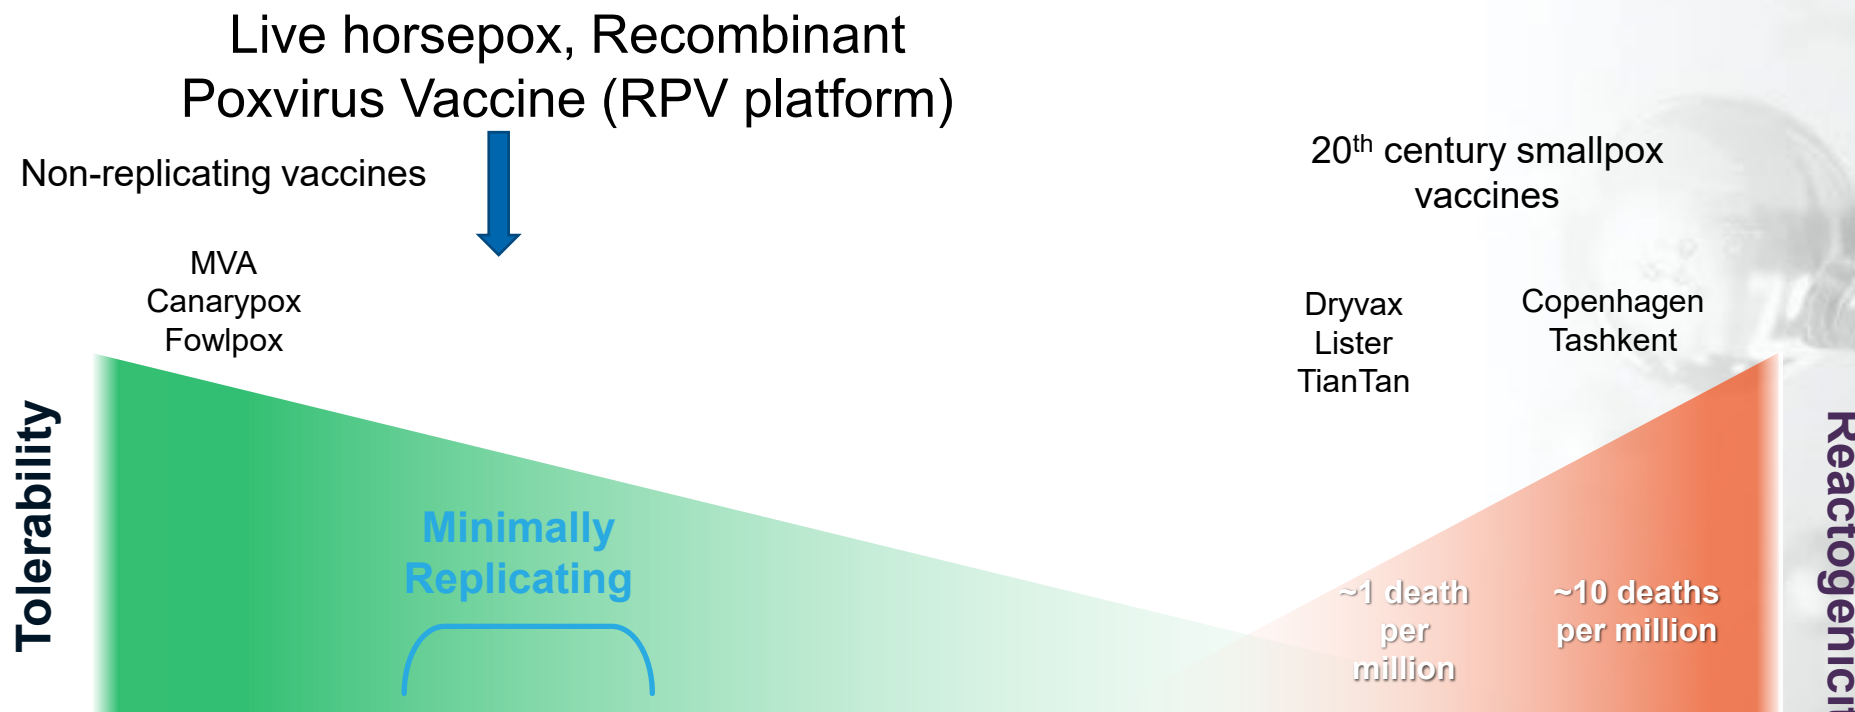 Live horsepox, Recombinant
Poxvirus Vaccine (RPV platform)
Non-replicating vaccines
20th century smallpox
vaccines
MVA
Canarypox
Fowlpox
Dryvax
Lister
TianTan
Copenhagen
Tashkent
Tolerability
Minimally
Replicating
~1 death
per
million
~10 deaths
per million